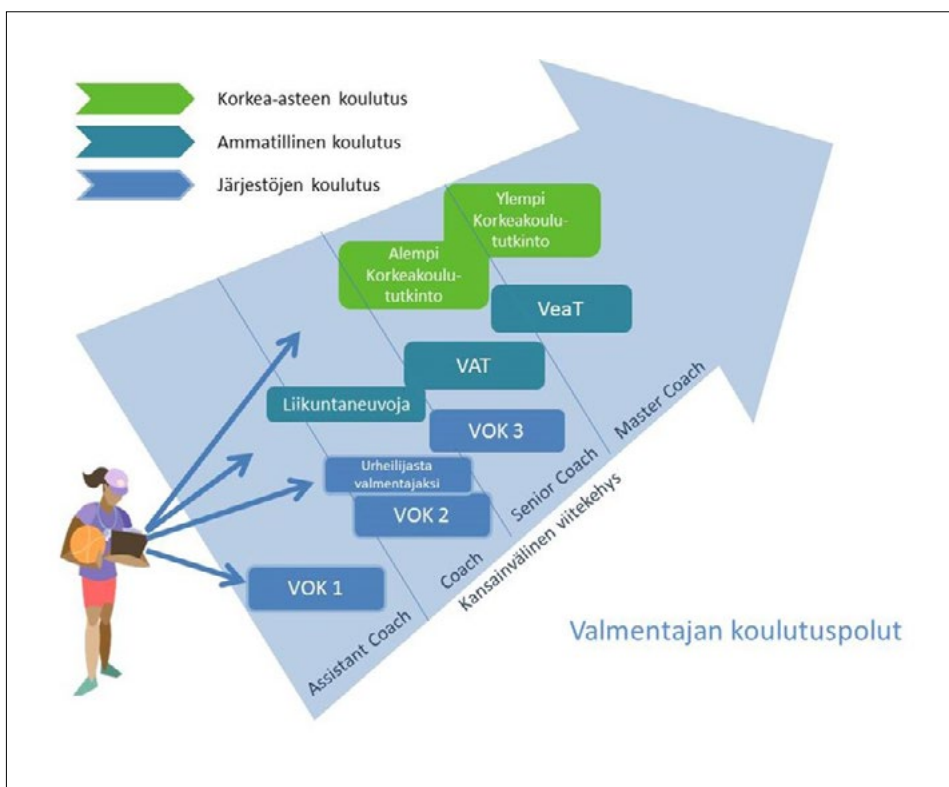 Korkea-asteen koulutus
Ammatillinen koulutus
Järjestöjen koulutus
Ylempi
Korkeakoulu-
tutkinto
Alempi
Korkeakoulu-
tutkinto
VeaT
VAT
Liikuntaneuvoja
VOK 3
Urheilijasta
valmentajaksi
VOK 2
VOK 1
Assistant Coach
Coach
Senior Coach
Master Coach
Kansainvälinen viitekehys
Valmentajan koulutuspolut